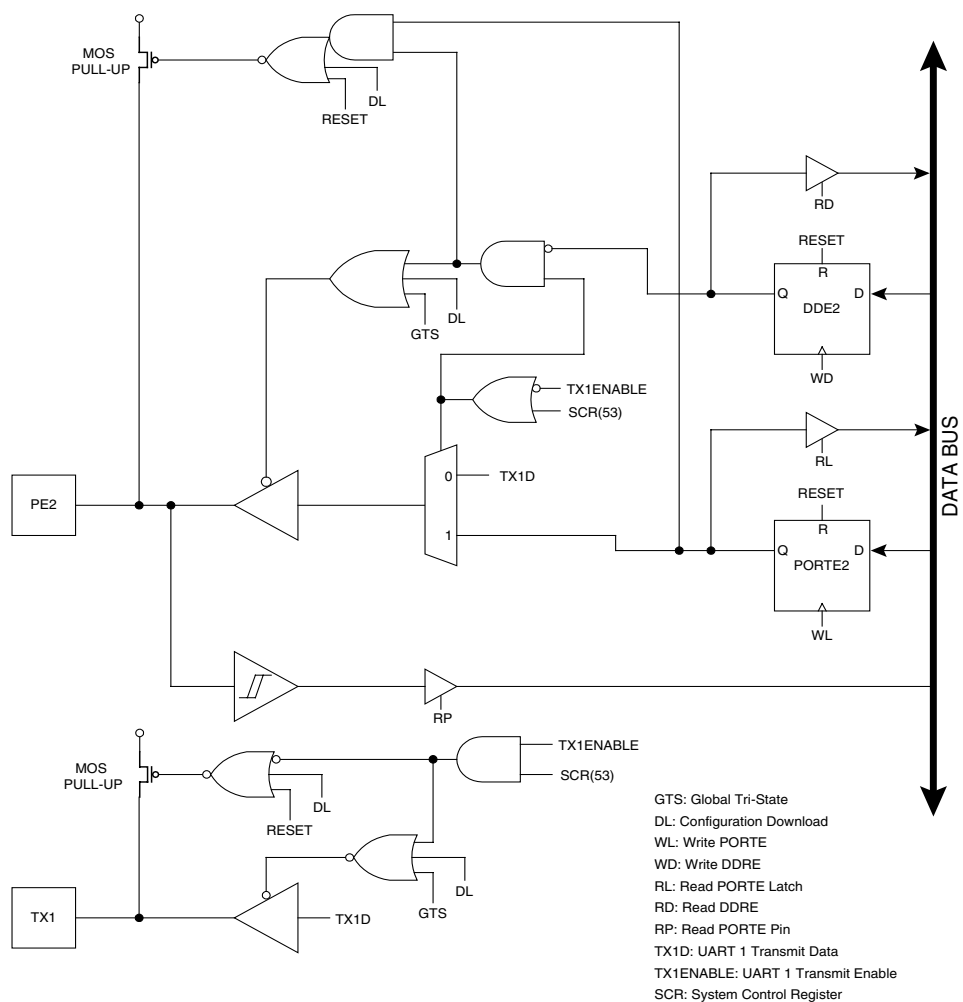 MOS
PULL-UP
DL
RESET
RD
RESET
R
Q
D
DDE2
DL
GTS
WD
TX1ENABLE
SCR(53)
RL
DATA BUS
0
TX1D
RESET
PE2
R
1
Q
D
PORTE2
WL
RP
TX1ENABLE
MOS
PULL-UP
SCR(53)
DL
RESET
DL
GTS
TX1
TX1D
GTS: Global Tri-State
DL: Configuration Download
WL: Write PORTE
WD: Write DDRE
RL: Read PORTE Latch
RD: Read DDRE
RP: Read PORTE Pin
TX1D: UART 1 Transmit Data
TX1ENABLE: UART 1 Transmit Enable
SCR: System Control Register